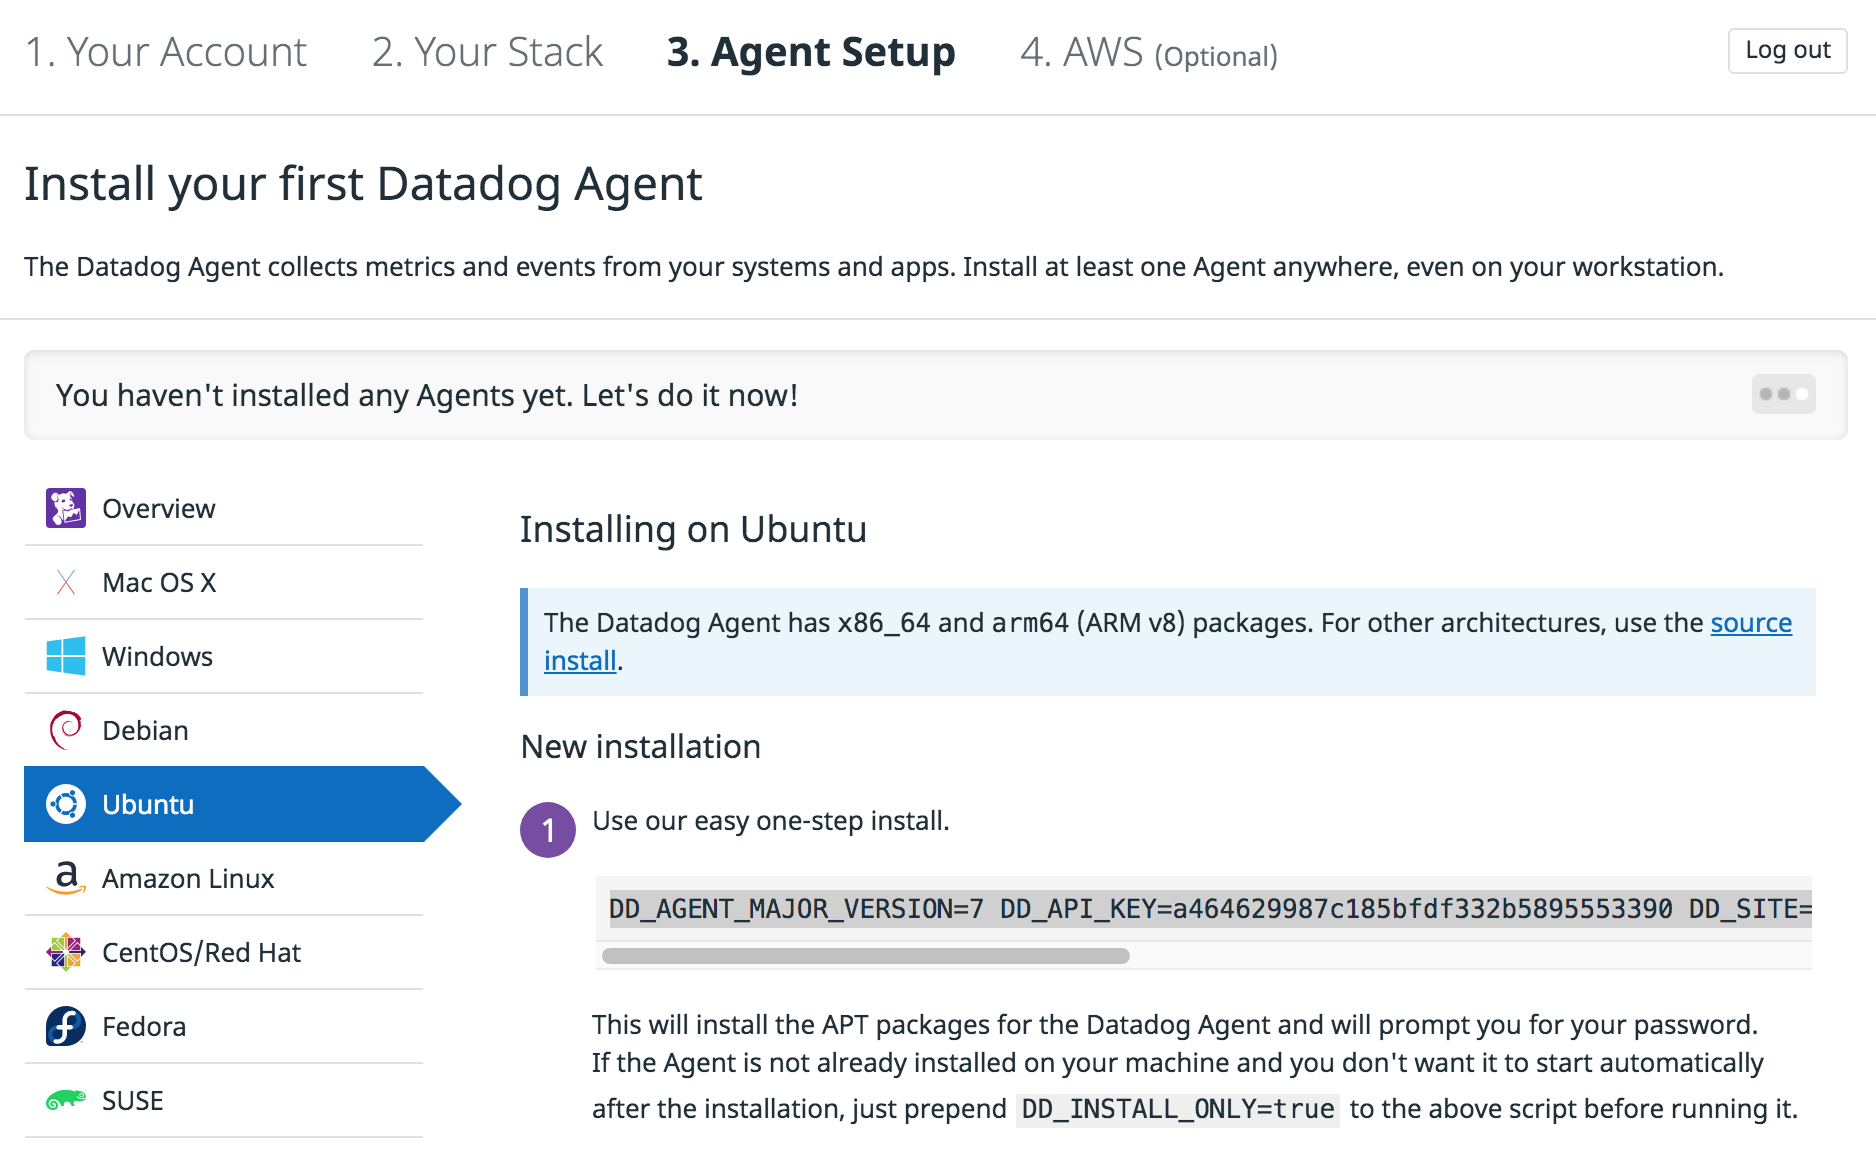 1. Your Account 2. Your Stack 3. Agent Setup 4. AWS (Optional) Log out
Install your first Datadog Agent
The Datadog Agent collects metrics and events from your systems and apps. Install at least one Agent anywhere, even on your workstation.
You haven't installed any Agents yet. Let's do it now!
Overview
Mac OS X
Windows
Debian
Ubuntu
Amazon Linux
CentOS/Red Hat
Fedora
SUSE
Installing on Ubuntu
The Datadog Agent has x86_64 and arm64 (ARM v8) packages. For other architectures, use the source
install.
New installation
1 Use our easy one-step install.
DD_AGENT_MAJOR_VERSION=7 DD_API_KEY=a464629987c185bfdf332b5895553390 DD_SITE=
This will install the APT packages for the Datadog Agent and will prompt you for your password.
If the Agent is not already installed on your machine and you don't want it to start automatically
after the installation, just prepend DD_INSTALL_ONLY=true to the above script before running it.